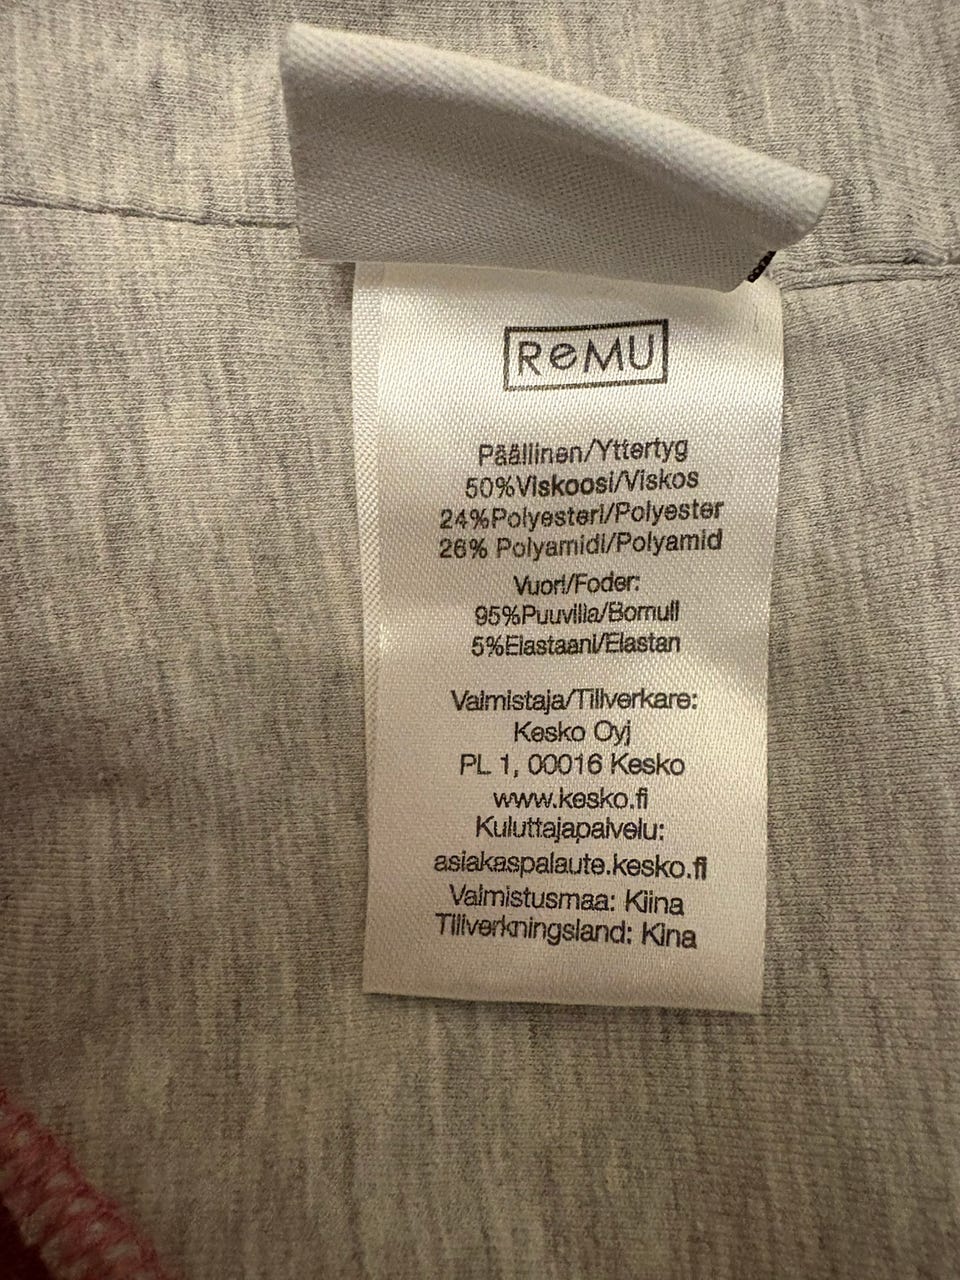 ReMU
Päällinen/Yttertyg
50%Viskoosi/Viskos
24%Polyesteri/Polyester
26% Polyamidi/Polyamid
Vuori/Foder:
95%Puuvilla/Bomull
5%Elastaani/Elastan
Valmistaja/Tillverkare:
Kesko Oyj
PL 1, 00016 Kesko
www.kesko.fi
Kuluttajapalvelu:
asiakaspalaute.kesko.fi
Valmistusmaa: Kiina
Tillverkningsland: Kina